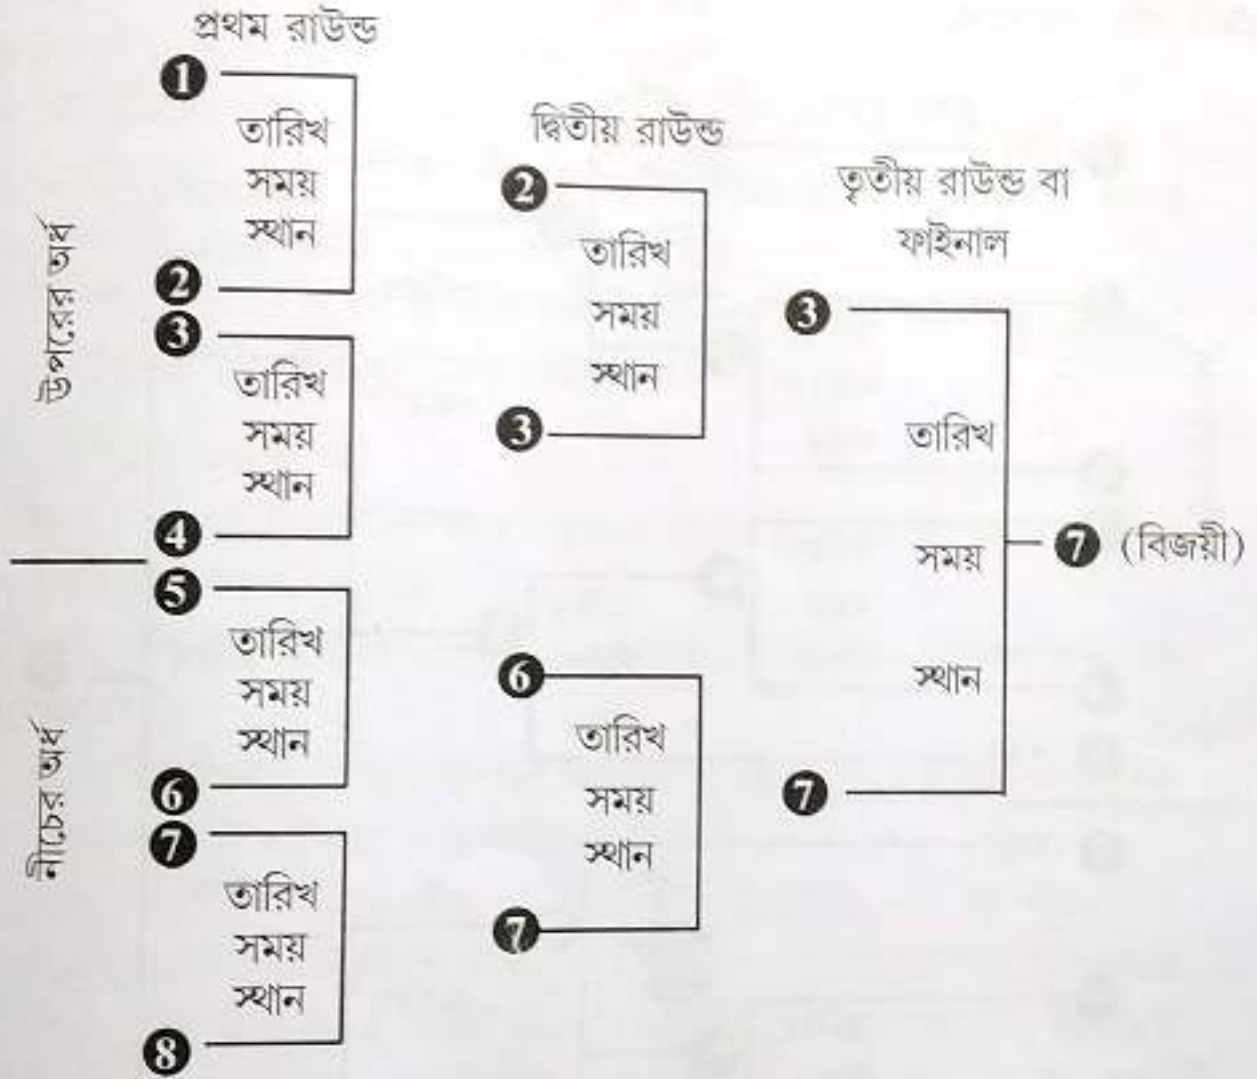 প্রথম রাউন্ড
1
তারিখ
সময়
স্থান
2
3
তারিখ
সময়
স্থান
4
5
তারিখ
সময়
স্থান
6
7
তারিখ
সময়
স্থান
8
উপরের অর্ধ
নীচের অর্ধ
দ্বিতীয় রাউন্ড
2
তারিখ
সময়
স্থান
3
6
তারিখ
সময়
স্থান
7
তৃতীয় রাউন্ড বা
ফাইনাল
3
তারিখ
সময়
স্থান
7
7 (বিজয়ী)